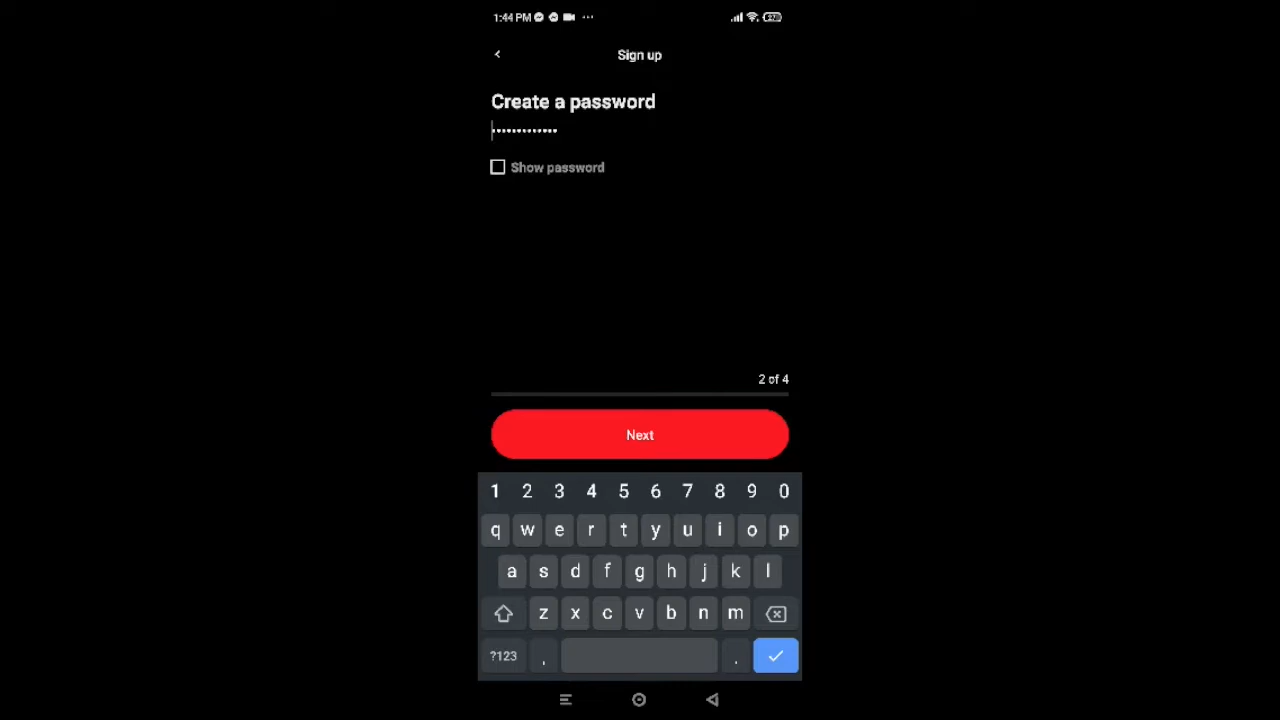 1:44 PM
Sign up
Create a password
•••••••••••••
Show password
2 of 4
Next
1 2 3 4 5 6 7 8 9 0
q w e r t y u i o p
a s d f g h j k l
z x c v b n m
?123 , .